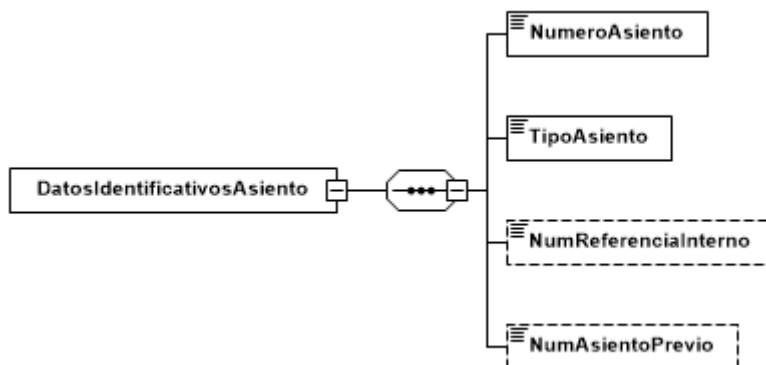 NumeroAsiento
TipoAsiento
DatosIdentificativosAsiento
NumReferenciaInterno
NumAsientoPrevio